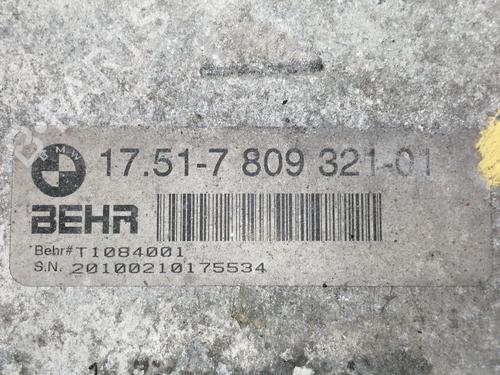 BMW
17.51-7 809 321-01
BEHR
Behr# T1084001
S.N. 20100210175534